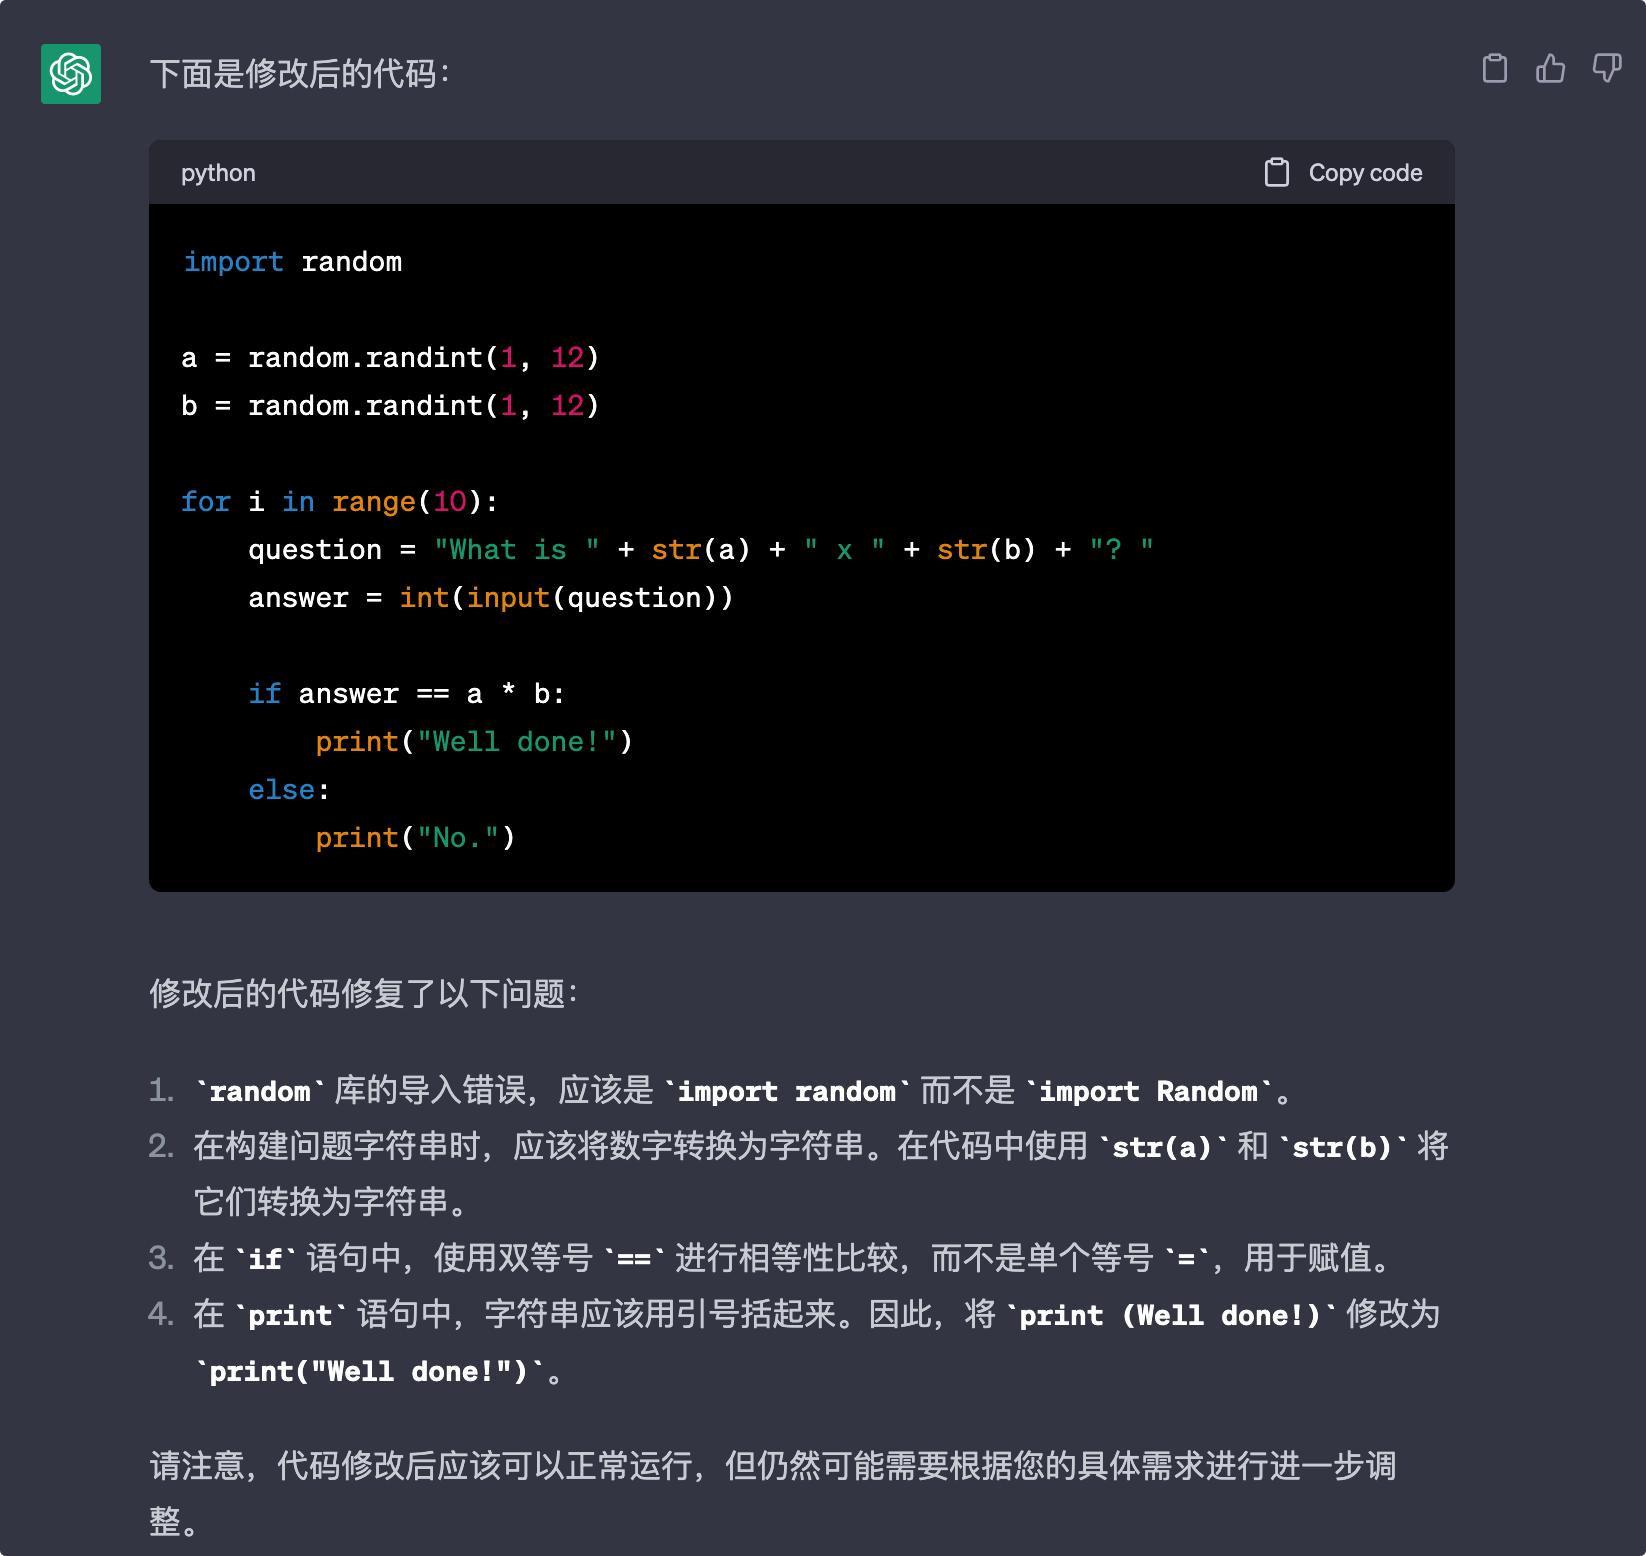 下面是修改后的代码：
python
Copy code
import random
a = random.randint(1, 12)
b = random.randint(1, 12)
for i in range(10):
    question = "What is " + str(a) + " x " + str(b) + "? "
    answer = int(input(question))
    if answer == a * b:
        print("Well done!")
    else:
        print("No.")
修改后的代码修复了以下问题：
1. `random` 库的导入错误，应该是 `import random` 而不是 `import Random`。
2. 在构建问题字符串时，应该将数字转换为字符串。在代码中使用 `str(a)` 和 `str(b)` 将
它们转换为字符串。
3. 在 `if` 语句中，使用双等号 `==` 进行相等性比较，而不是单个等号 `=`，用于赋值。
4. 在 `print` 语句中，字符串应该用引号括起来。因此，将 `print (Well done!)` 修改为
`print("Well done!")`。
请注意，代码修改后应该可以正常运行，但仍然可能需要根据您的具体需求进行进一步调
整。